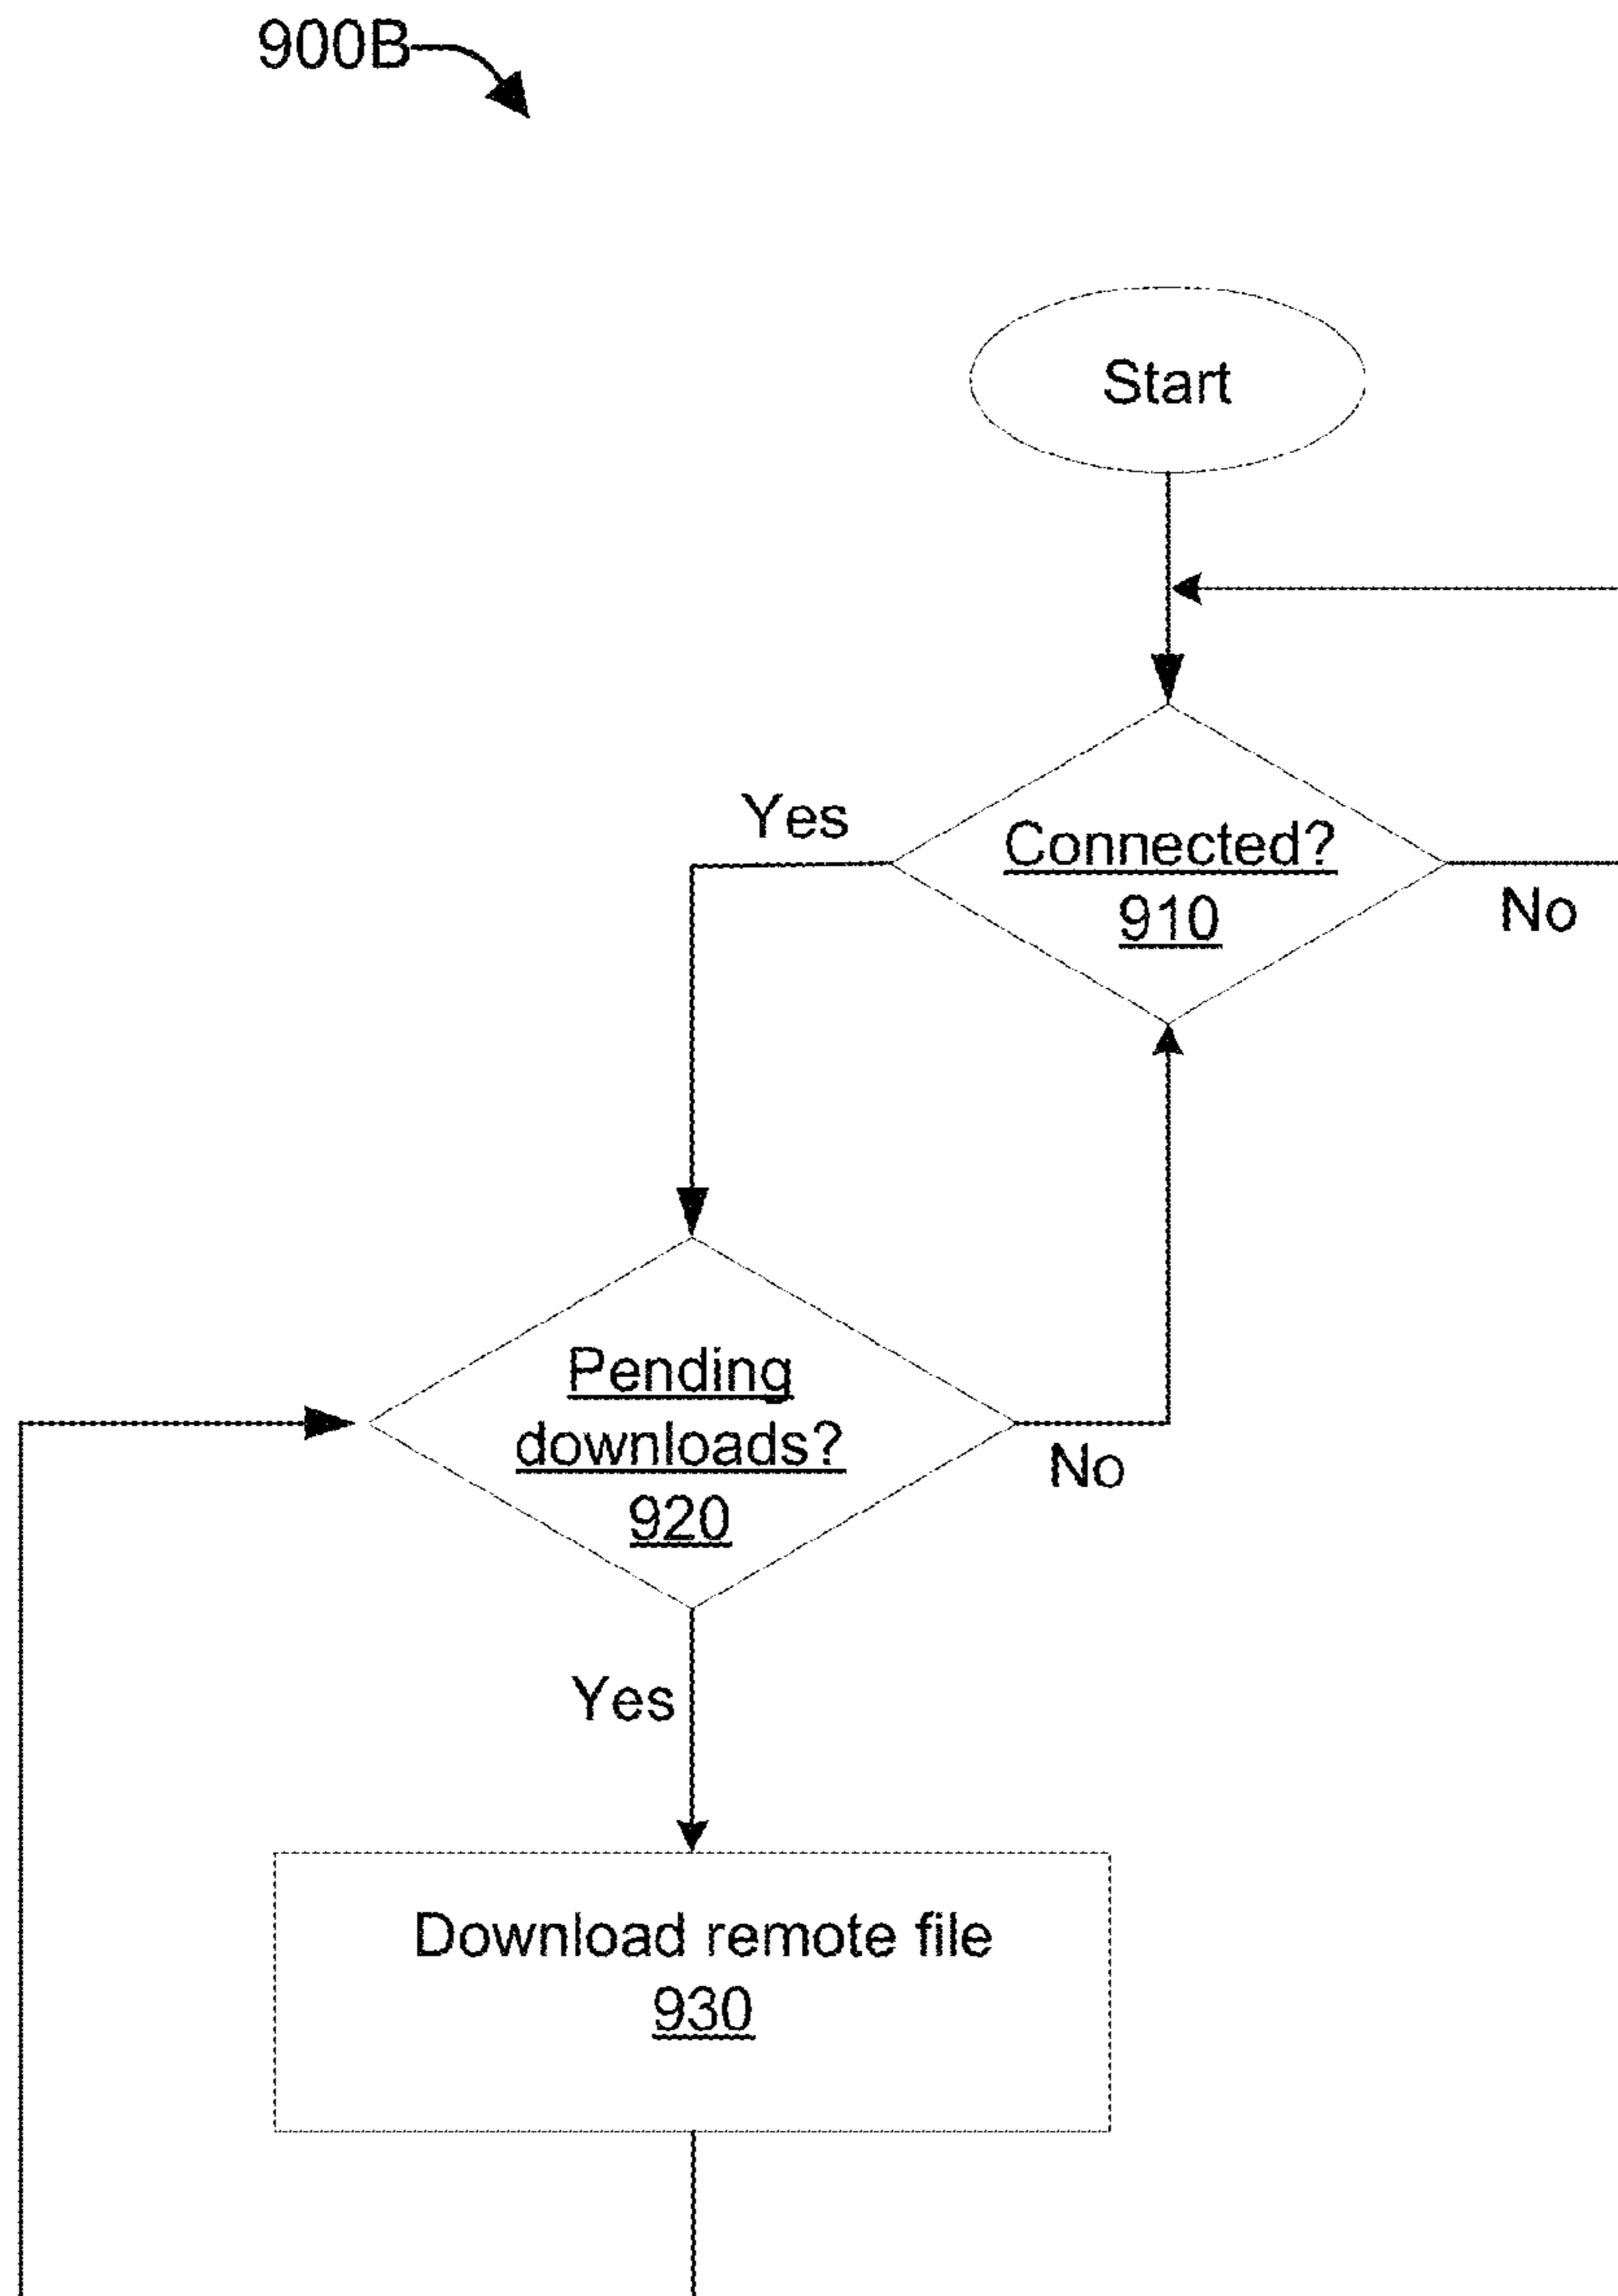 900B
Start
Yes
Connected?
910
No
Pending
downloads?
920
No
Yes
Download remote file
930